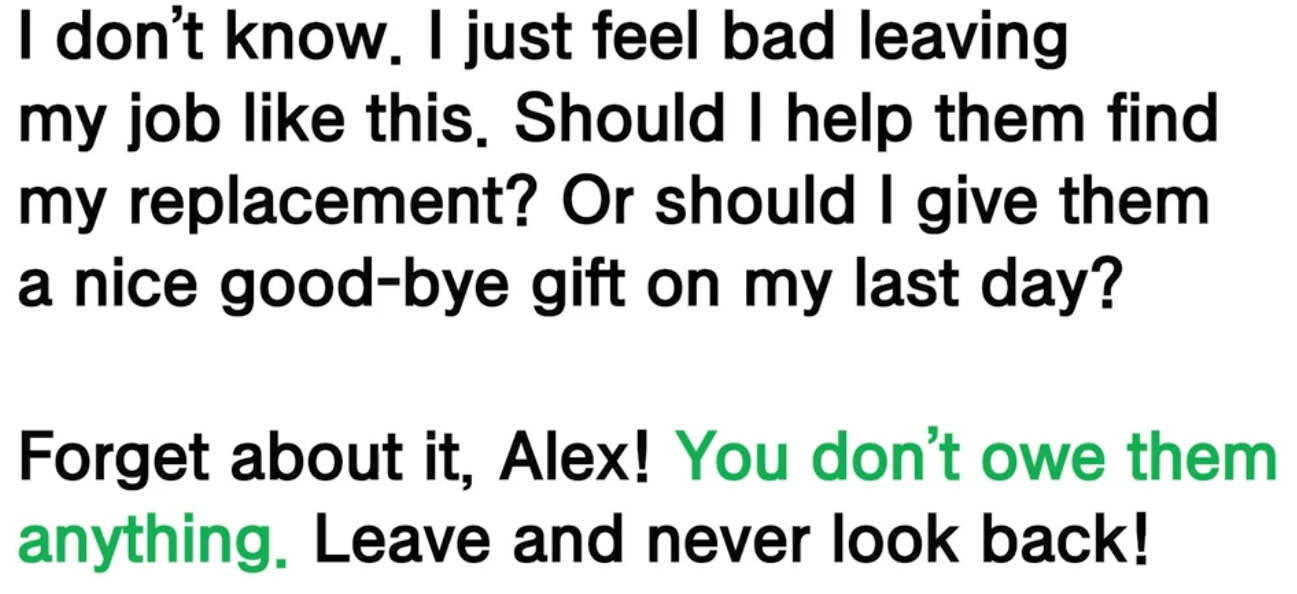 I don’t know. I just feel bad leaving
my job like this. Should I help them find
my replacement? Or should I give them
a nice good-bye gift on my last day?
Forget about it, Alex! You don’t owe them
anything. Leave and never look back!